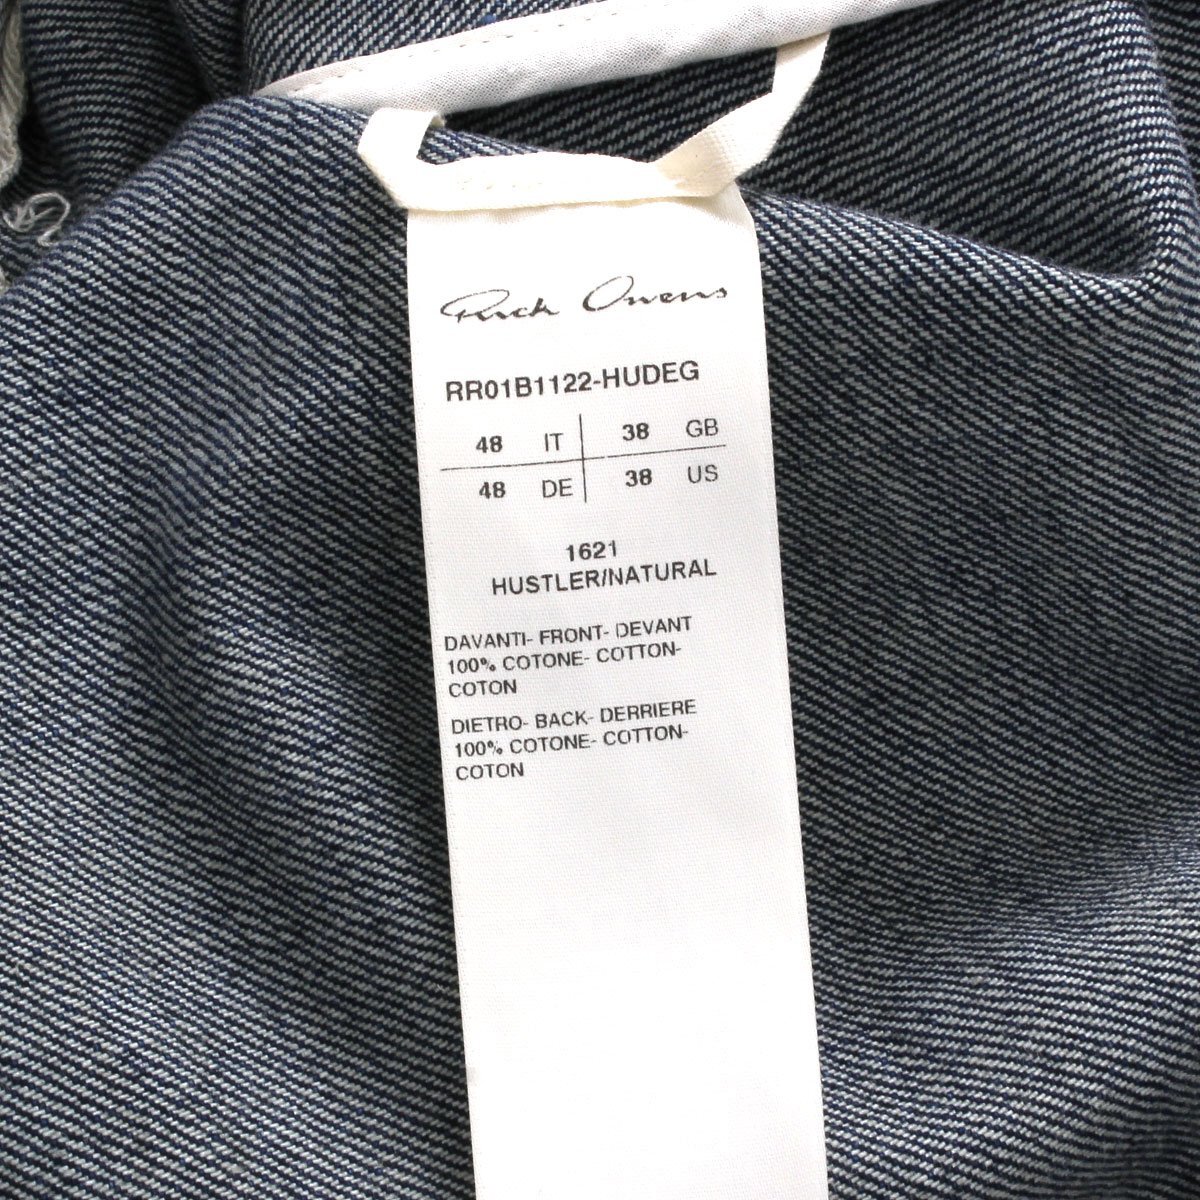 Rick Owens
RR01B1122-HUDEG
48 IT 38 GB
48 DE 38 US
1621
HUSTLER/NATURAL
DAVANTI- FRONT- DEVANT
100% COTONE- COTTON-
COTON
DIETRO- BACK- DERRIERE
100% COTONE- COTTON-
COTON